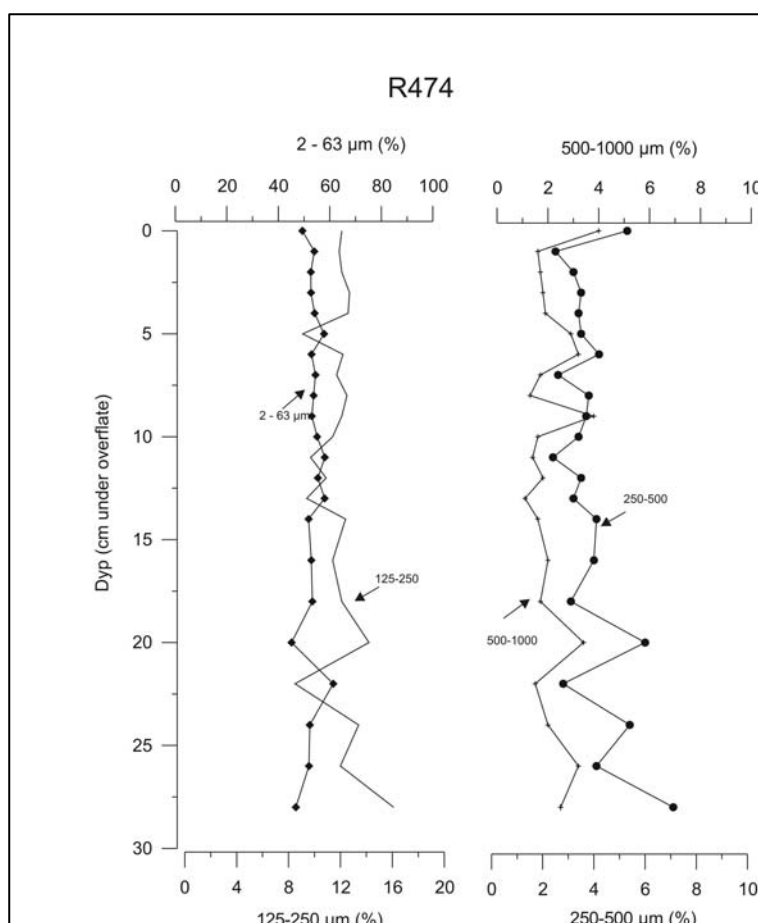 R474
2 - 63 µm (%)
500-1000 µm (%)
0 20 40 60 80 100
0 2 4 6 8 10
0
5
10
15
20
25
30
Dyp (cm under overflate)
2 - 63 µm
125-250
250-500
500-1000
0 4 8 12 16 20
0 2 4 6 8 10
125-250 µm (%)
250-500 µm (%)